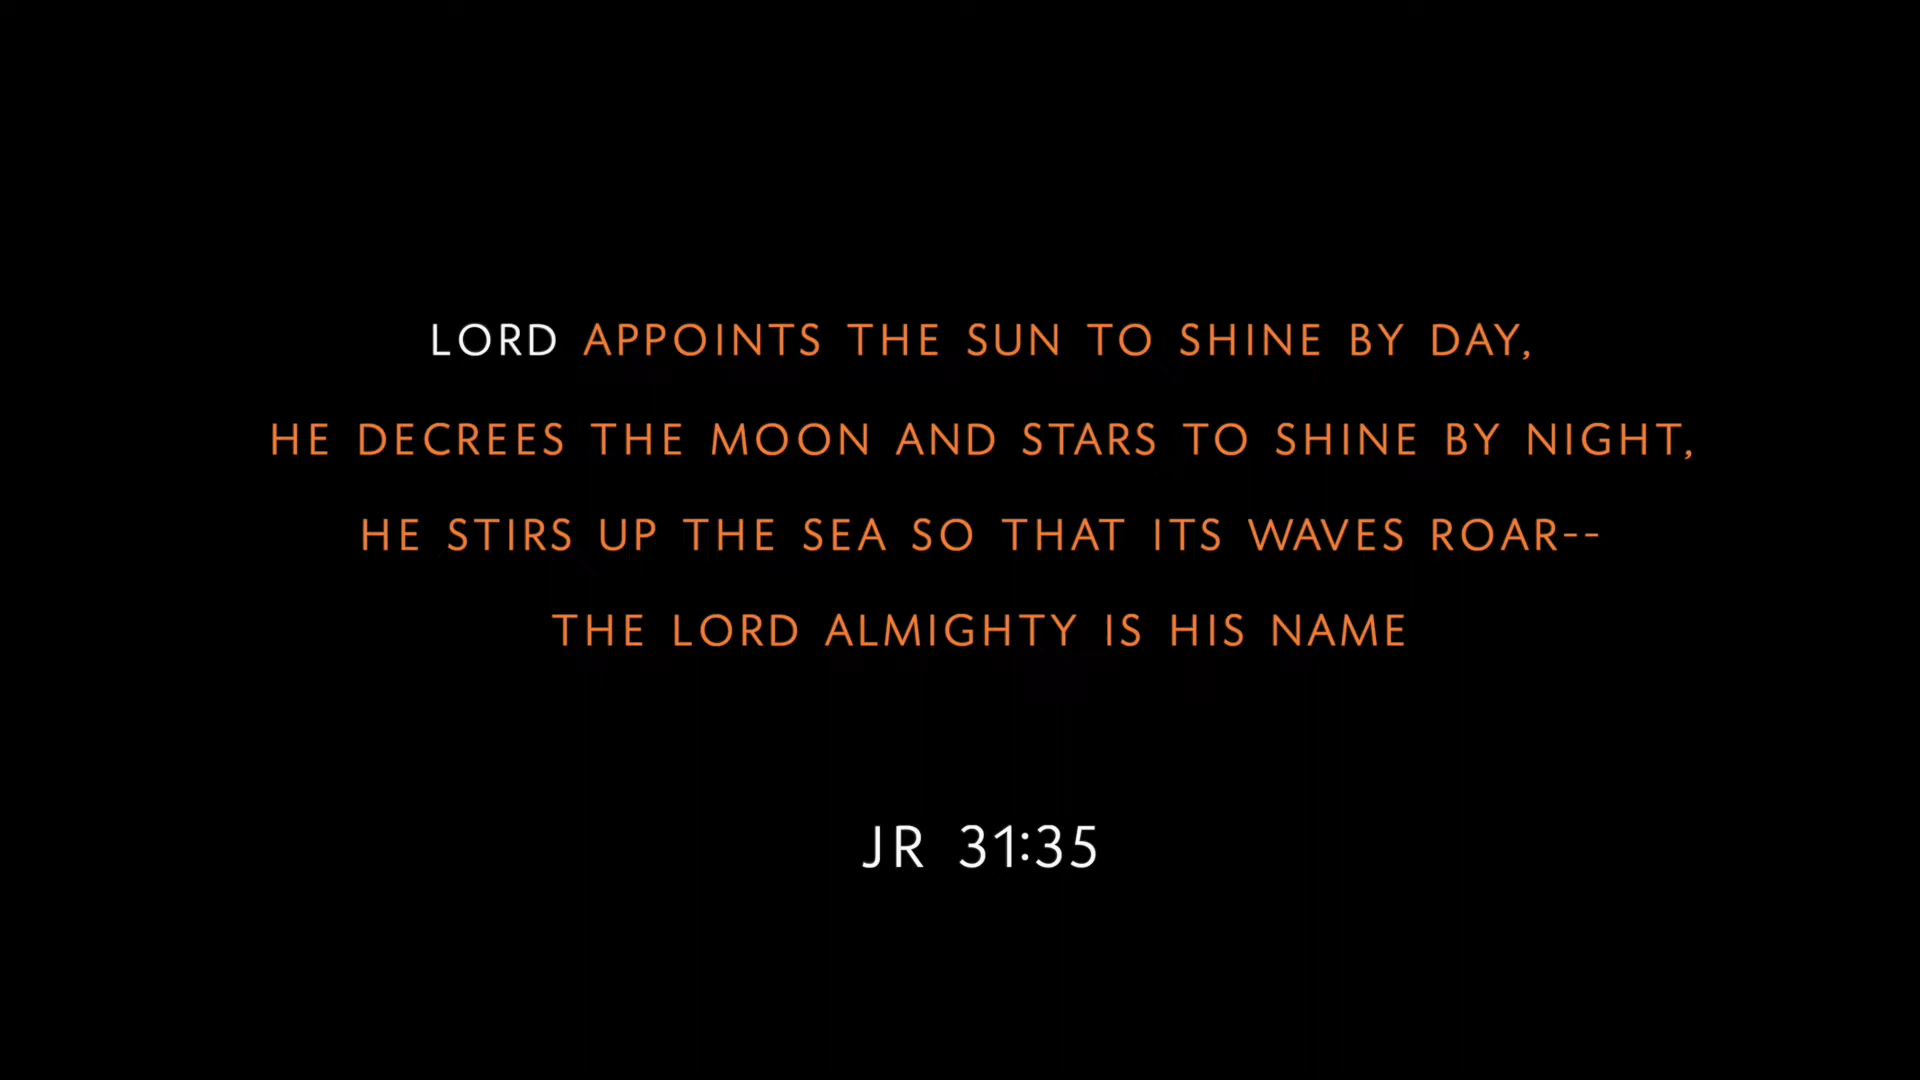 LORD APPOINTS THE SUN TO SHINE BY DAY,
HE DECREES THE MOON AND STARS TO SHINE BY NIGHT,
HE STIRS UP THE SEA SO THAT ITS WAVES ROAR--
THE LORD ALMIGHTY IS HIS NAME
JR 31:35